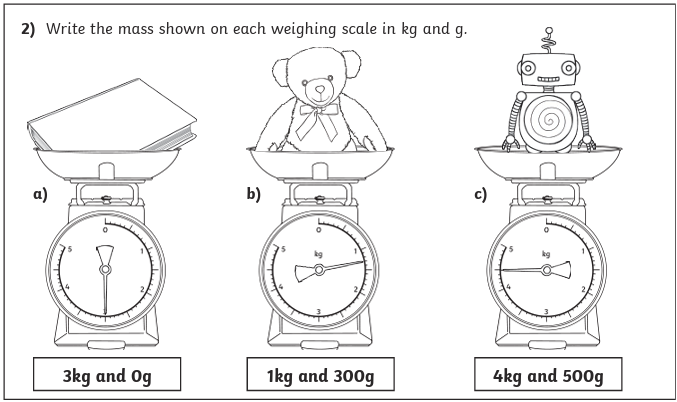 2) Write the mass shown on each weighing scale in kg and g.
a)
b)
c)
0
5
1
4
2
0
kg
5
1
4
2
3
0
kg
5
1
4
2
3
3kg and 0g
1kg and 300g
4kg and 500g